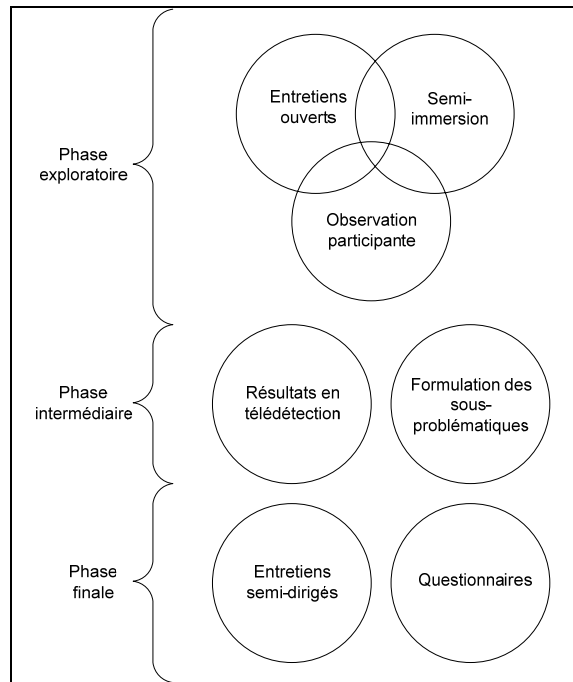 Entretiens
ouverts
Semi-
immersion
Phase
exploratoire
Observation
participante
Phase
intermédiaire
Résultats en
télédétection
Formulation des
sous-
problématiques
Phase
finale
Entretiens
semi-dirigés
Questionnaires